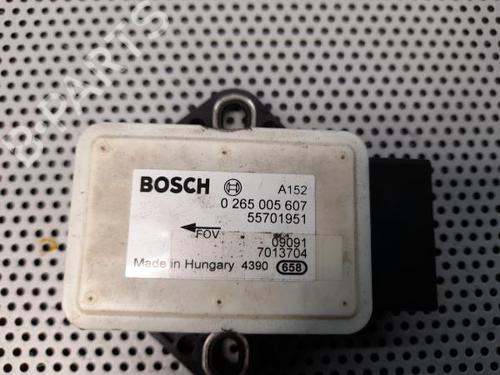 B-PARTS
BOSCH
A152
0 265 005 607
55701951
FOV
09091
7013704
Made in Hungary 4390 658